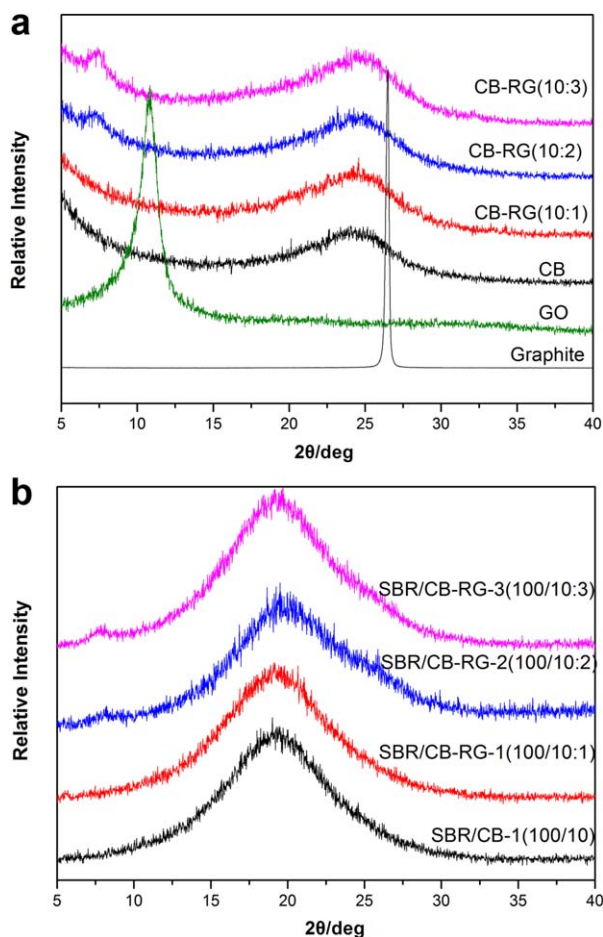 a
Relative Intensity
CB-RG(10:3)
CB-RG(10:2)
CB-RG(10:1)
CB
GO
Graphite
5 10 15 20 25 30 35 40
2θ/deg
b
Relative Intensity
SBR/CB-RG-3(100/10:3)
SBR/CB-RG-2(100/10:2)
SBR/CB-RG-1(100/10:1)
SBR/CB-1(100/10)
5 10 15 20 25 30 35 40
2θ/deg